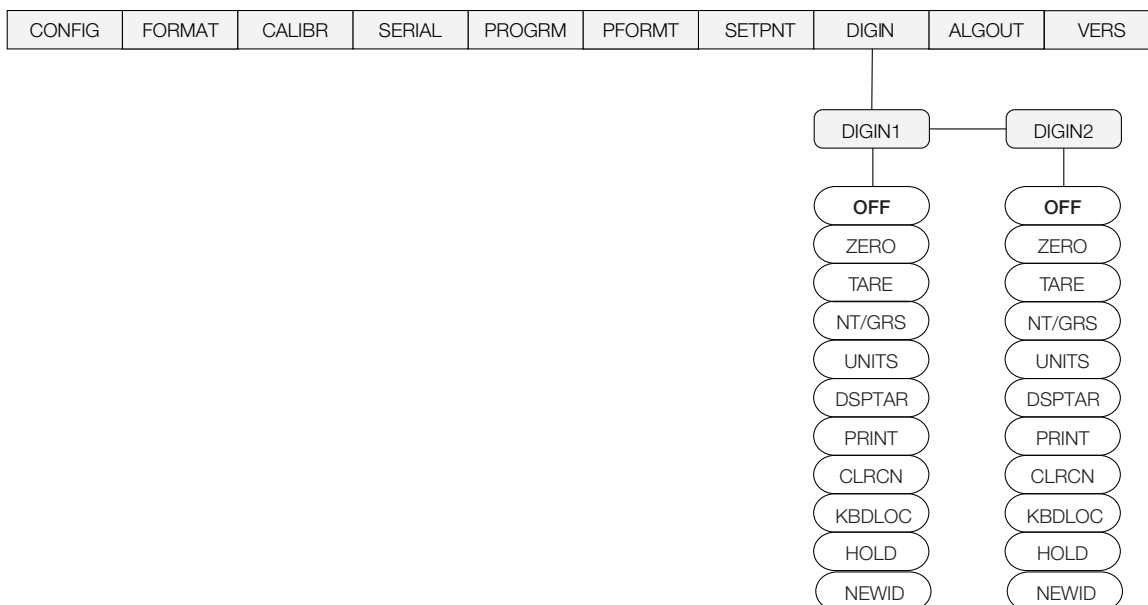 CONFIG FORMAT CALIBR SERIAL PROGRM PFORMT SETPNT DIGIN ALGOUT VERS
DIGIN1 DIGIN2
OFF OFF
ZERO ZERO
TARE TARE
NT/GRS NT/GRS
UNITS UNITS
DSPTAR DSPTAR
PRINT PRINT
CLRCN CLRCN
KBDLOC KBDLOC
HOLD HOLD
NEWID NEWID